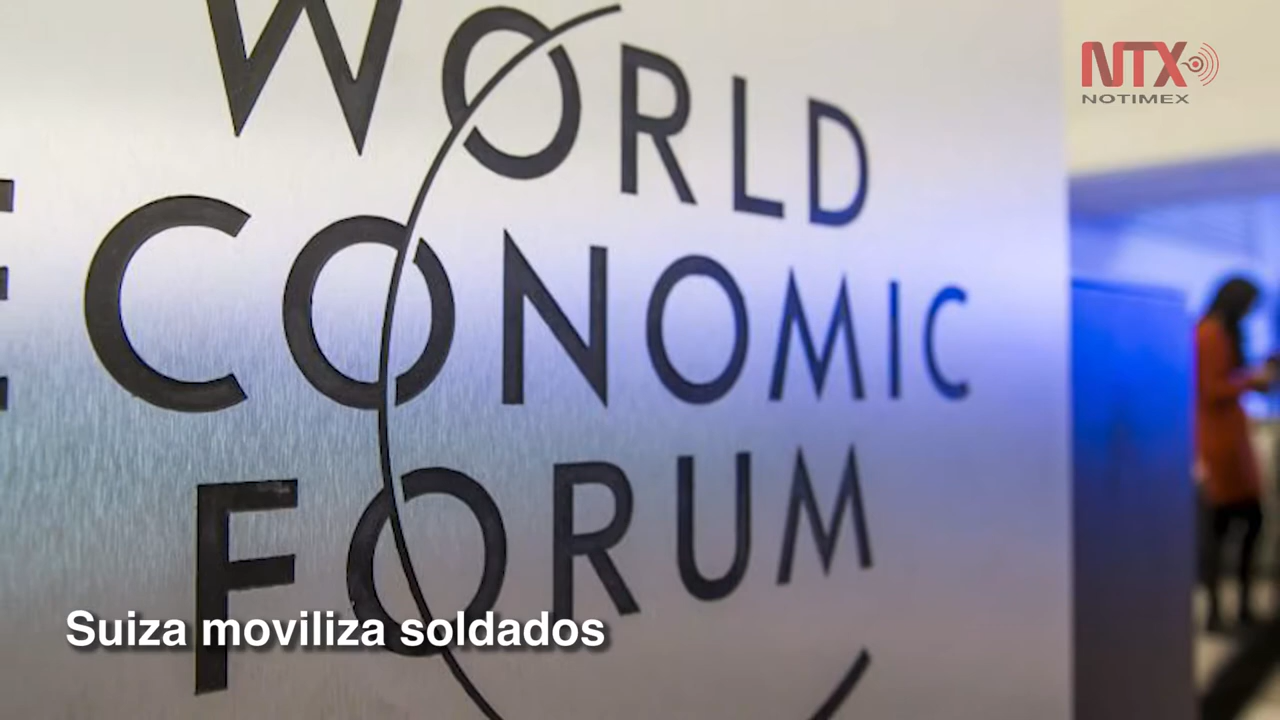 WORLD
ECONOMIC
FORUM
NTX
NOTIMEX
Suiza moviliza soldados